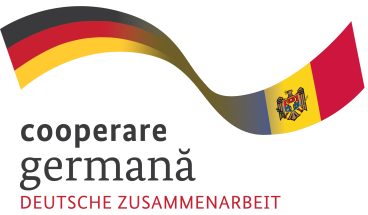 cooperare
germană
DEUTSCHE ZUSAMMENARBEIT